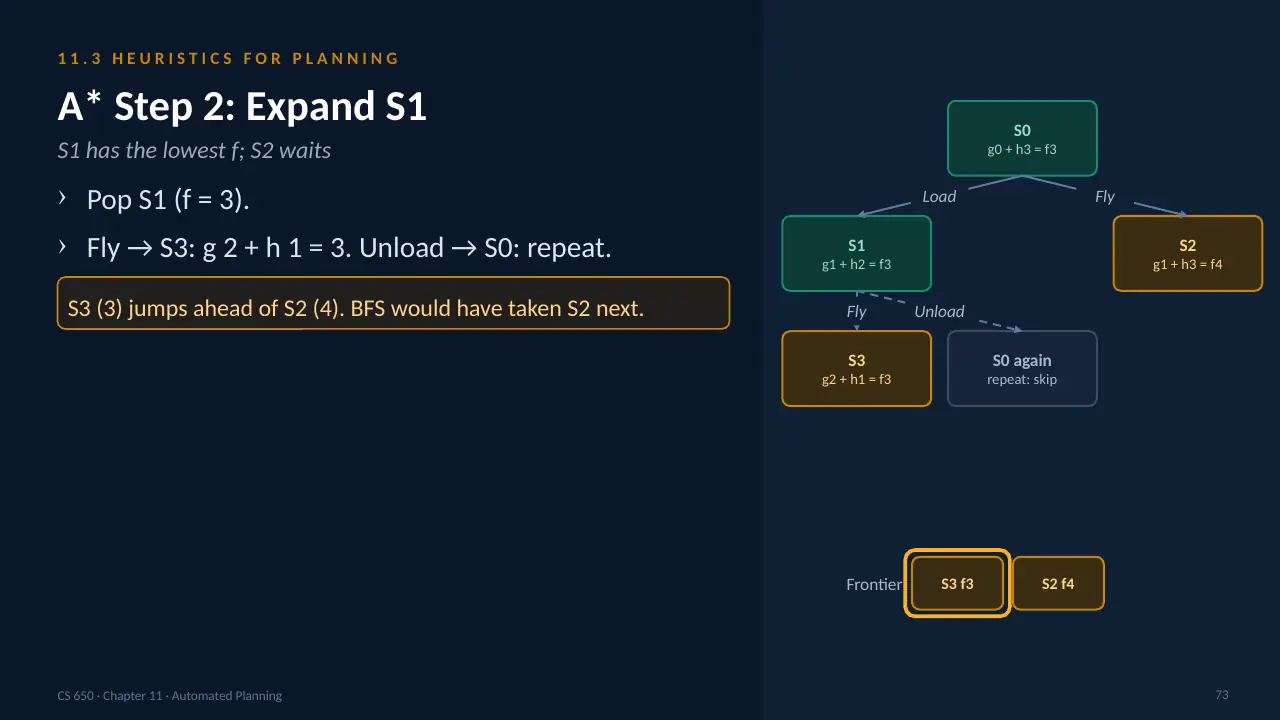 11.3 HEURISTICS FOR PLANNING
A* Step 2: Expand S1
S1 has the lowest f; S2 waits
› Pop S1 (f = 3).
› Fly → S3: g 2 + h 1 = 3. Unload → S0: repeat.
S3 (3) jumps ahead of S2 (4). BFS would have taken S2 next.
S0
g0 + h3 = f3
Load
Fly
S1
g1 + h2 = f3
S2
g1 + h3 = f4
Fly
Unload
S3
g2 + h1 = f3
S0 again
repeat: skip
Frontier
S3 f3
S2 f4
CS 650 · Chapter 11 · Automated Planning
73